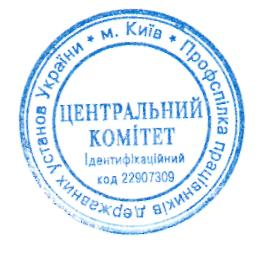 * м. Київ * Профспілка працівників державних установ України
ЦЕНТРАЛЬНИЙ
КОМІТЕТ
Ідентифікаційний
код 22907309